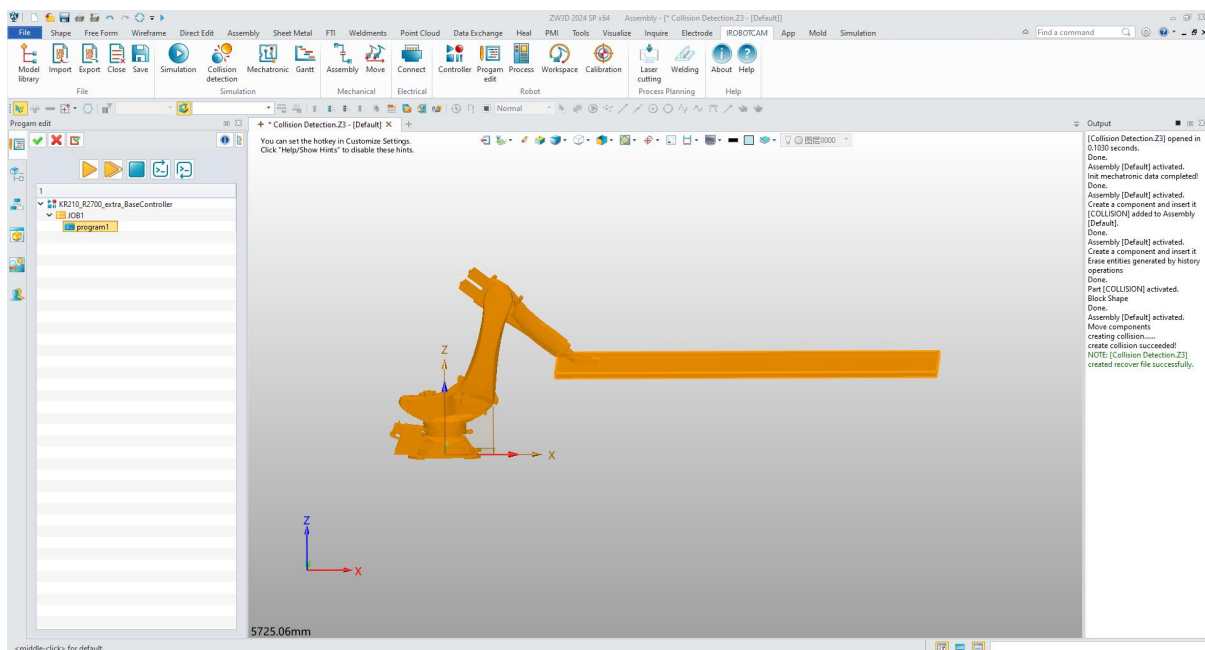 ZW3D 2024 SP x64 Assembly - [* Collision Detection.Z3 - [Default]]
File Shape Free Form Wireframe Direct Edit Assembly Sheet Metal FTI Weldments Point Cloud Data Exchange Heal PMI Tools Visualize Inquire Electrode IROBOTCAM App Mold Simulation Find a command
Model library Import Export Close Save Simulation Collision detection Mechatronic Gantt Assembly Move Connect Controller Progam edit Process Workspace Calibration Laser cutting Welding About Help
File Simulation Mechanical Electrical Robot Process Planning Help
Normal
Progam edit
* Collision Detection.Z3 - [Default]
Output
You can set the hotkey in Customize Settings.
Click "Help/Show Hints" to disable these hints.
图层0000
1
KR210_R2700_extra_BaseController
JOB1
program1
Z
X
Z
X
5725.06mm
[Collision Detection.Z3] opened in
0.1030 seconds.
Done.
Assembly [Default] activated.
Init mechatronic data completed!
Done.
Assembly [Default] activated.
Create a component and insert it
[COLLISION] added to Assembly
[Default].
Done.
Assembly [Default] activated.
Create a component and insert it
Erase entities generated by history
operations
Done.
Part [COLLISION] activated.
Block Shape
Done.
Assembly [Default] activated.
Move components
creating collision......
create collision succeeded!
NOTE: [Collision Detection.Z3]
created recover file successfully.
<middle-click> for default.